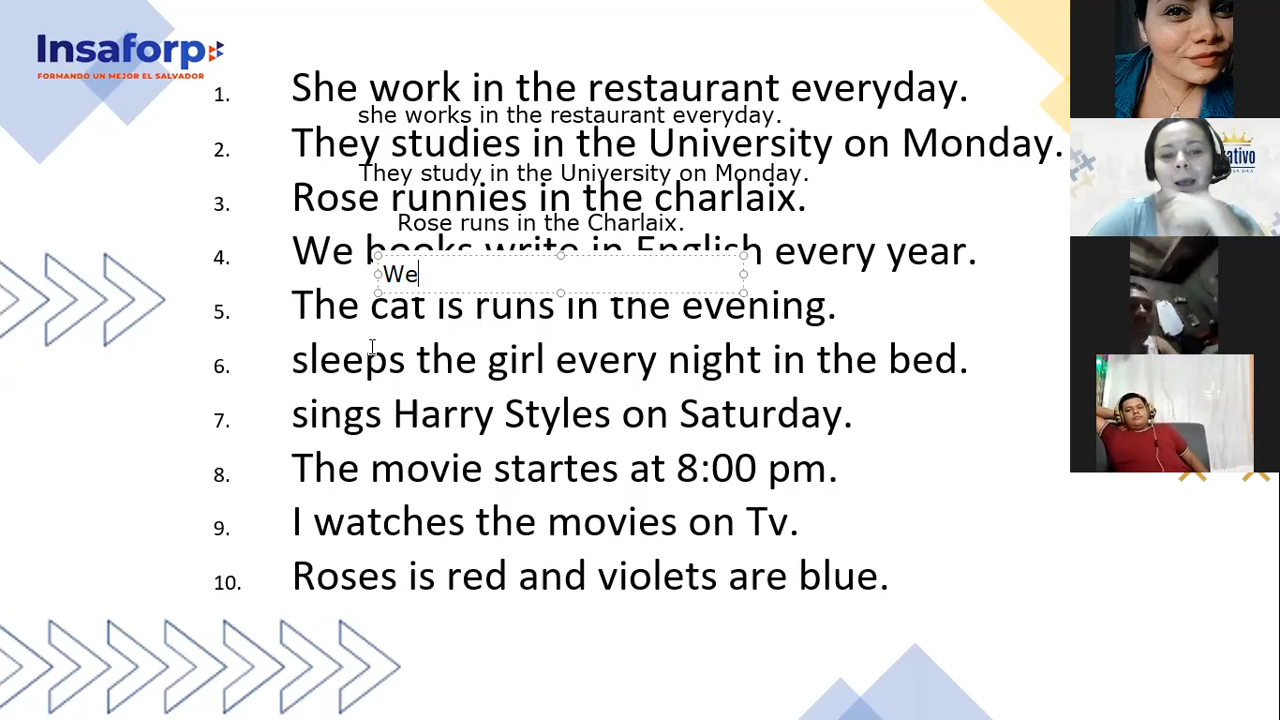 Insaforp
FORMANDO UN MEJOR EL SALVADOR
1. She work in the restaurant everyday.
she works in the restaurant everyday.
2. They studies in the University on Monday.
They study in the University on Monday.
3. Rose runnies in the charlaix.
Rose runs in the Charlaix.
4. We books write in English every year.
We
5. The cat is runs in the evening.
6. sleeps the girl every night in the bed.
7. sings Harry Styles on Saturday.
8. The movie startes at 8:00 pm.
9. I watches the movies on Tv.
10. Roses is red and violets are blue.